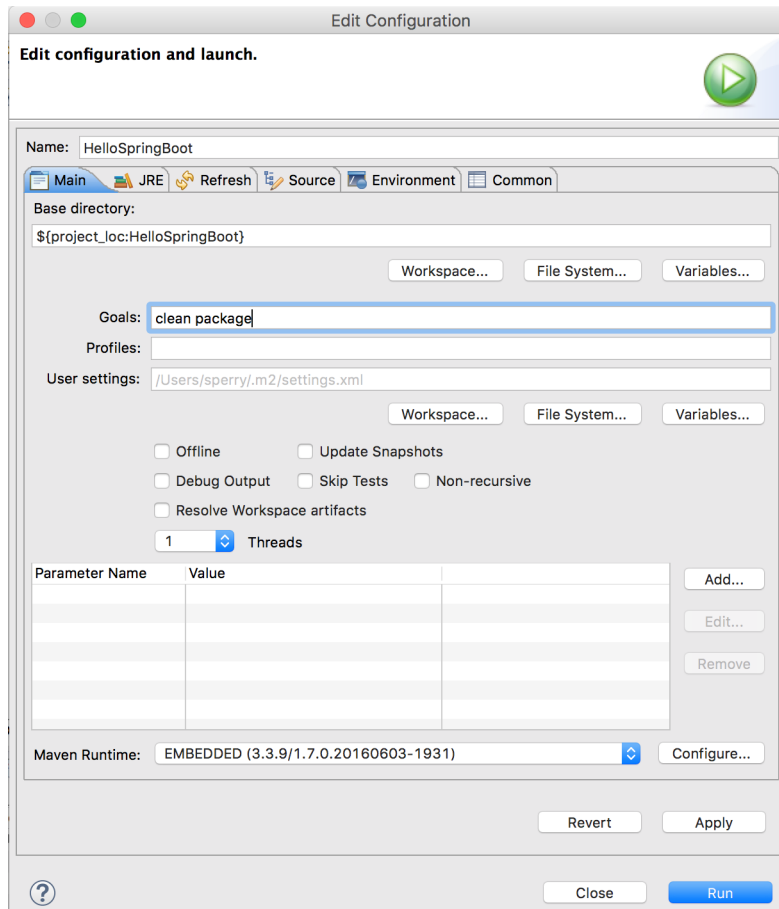 Edit Configuration
Edit configuration and launch.
Name: HelloSpringBoot
Main JRE Refresh Source Environment Common
Base directory:
${project_loc:HelloSpringBoot}
Workspace... File System... Variables...
Goals: clean package
Profiles:
User settings: /Users/sperry/.m2/settings.xml
Workspace... File System... Variables...
Offline Update Snapshots
Debug Output Skip Tests Non-recursive
Resolve Workspace artifacts
1 Threads
Parameter Name Value
Add...
Edit...
Remove
Maven Runtime: EMBEDDED (3.3.9/1.7.0.20160603-1931) Configure...
Revert Apply
? Close Run